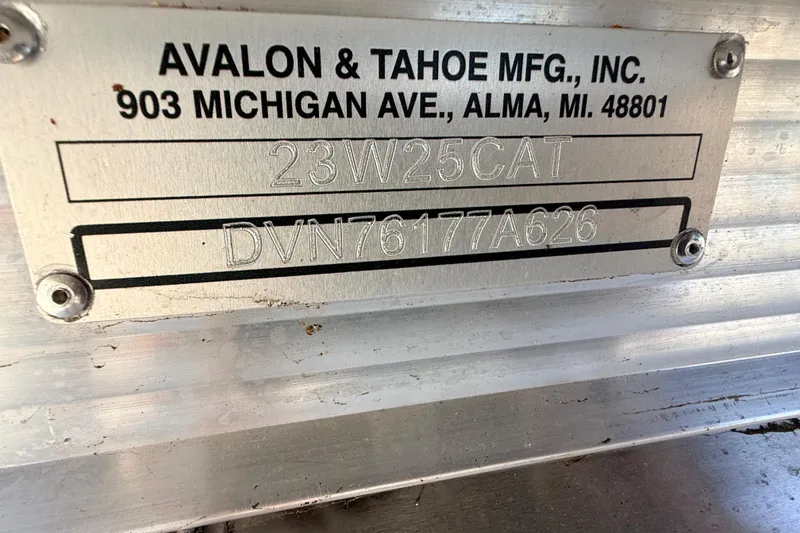 AVALON & TAHOE MFG., INC.
903 MICHIGAN AVE., ALMA, MI. 48801
23W25CAT
DVN76177A626